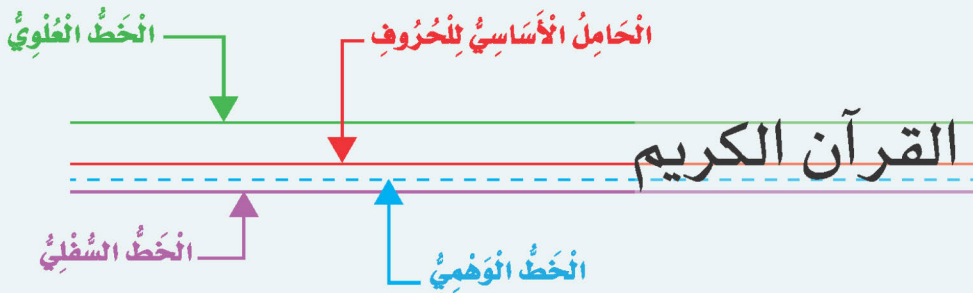 الْحَامِلُ الْأَسَاسِيُّ لِلْحُرُوفِ
الْخَطُّ الْعُلْوِيُّ
القرآن الكريم
الْخَطُّ السُّفْلِيُّ
الْخَطُّ الْوَهْمِيُّ